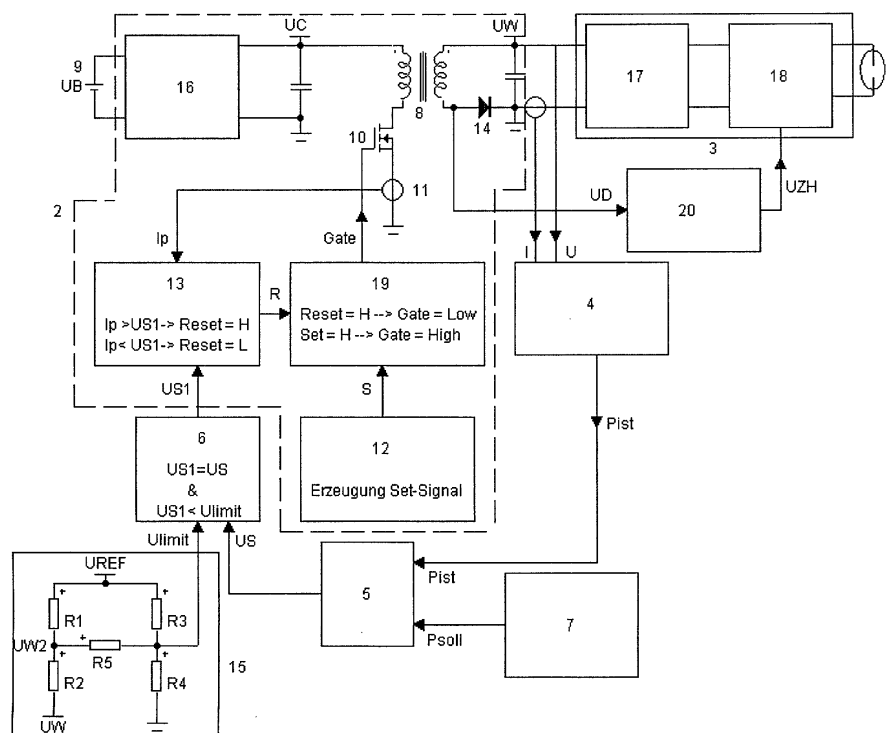 UC
UW
9
UB
16
17
18
8
14
10
3
2
11
UD
20
UZH
Ip
Gate
I
U
13
Ip >US1-> Reset = H
Ip< US1-> Reset = L
R
19
Reset = H --> Gate = Low
Set = H --> Gate = High
4
US1
S
Pist
6
US1=US
&
US1< Ulimit
12
Erzeugung Set-Signal
Ulimit
US
UREF
Pist
5
7
Psoll
R1
R3
UW2
R5
R2
R4
15
UW